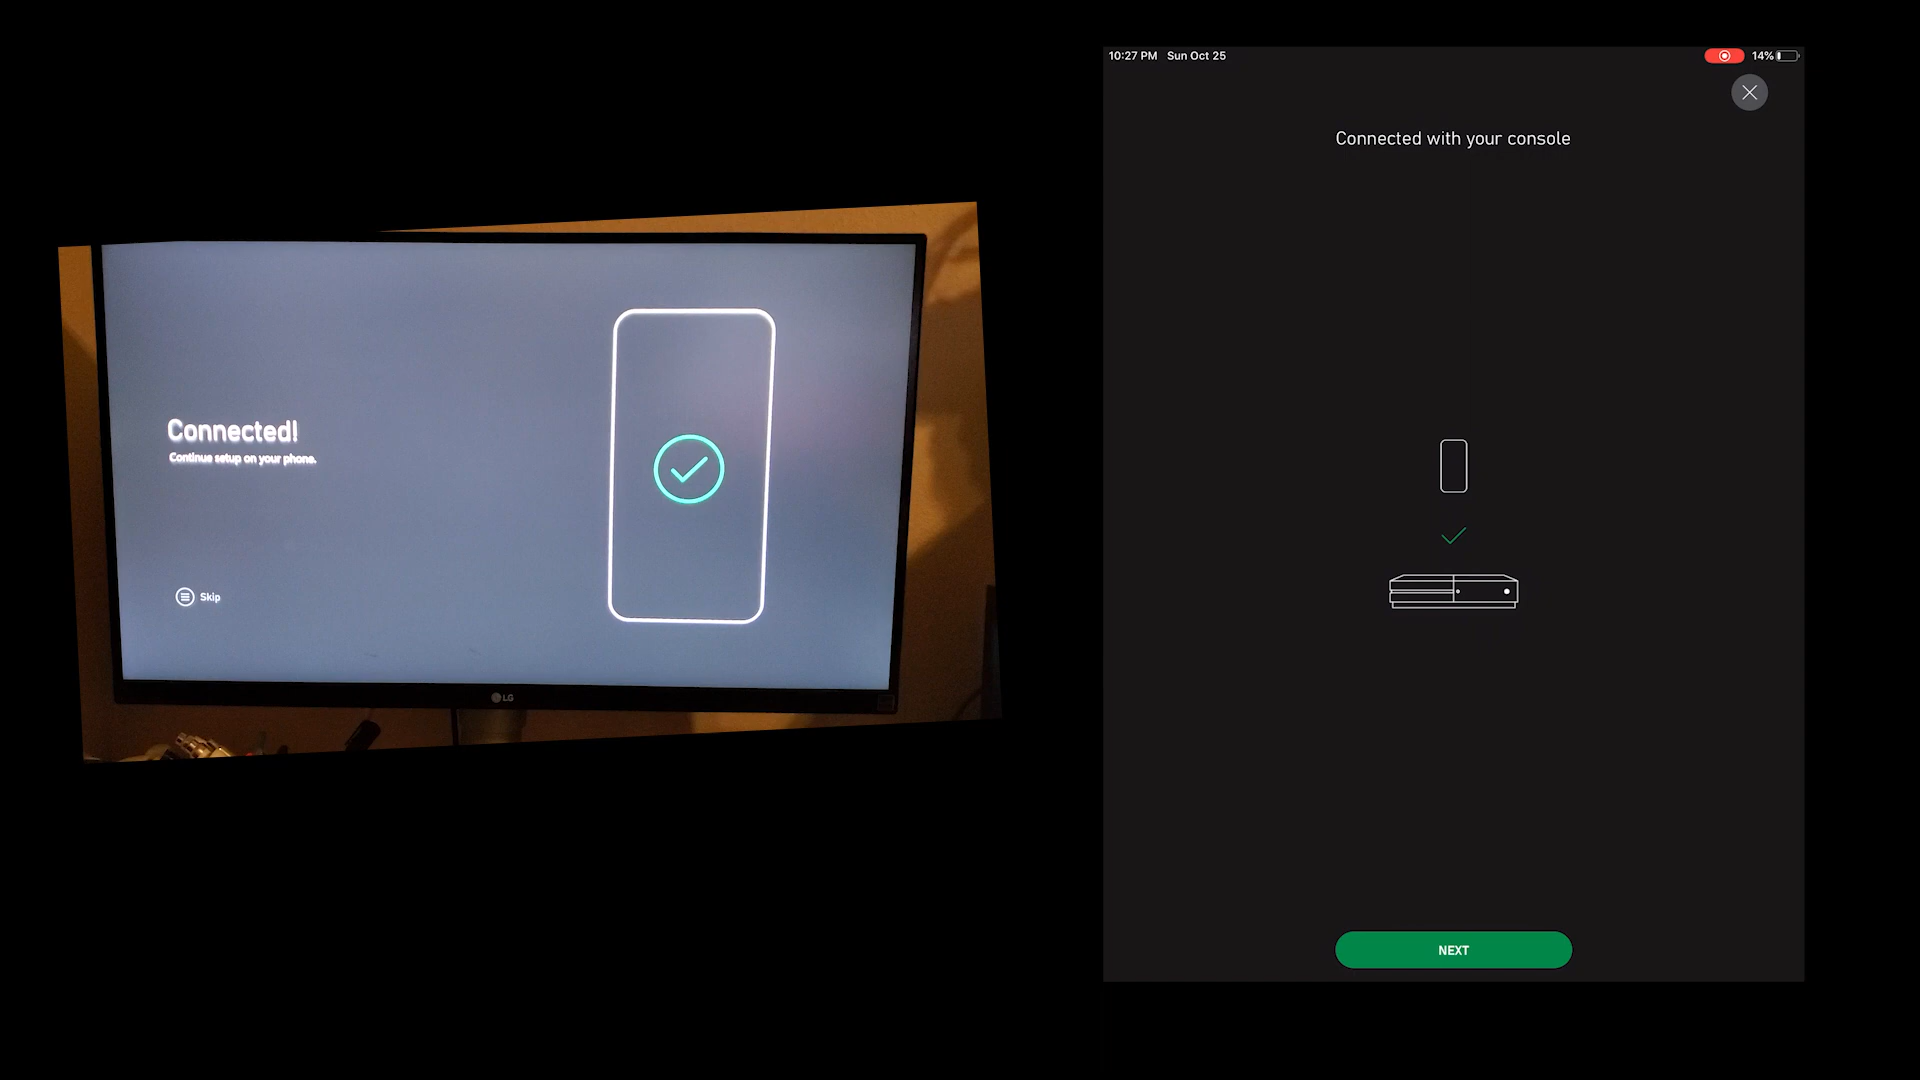 Connected!
Continue setup on your phone.
Skip
LG
10:27 PM Sun Oct 25
14%
Connected with your console
NEXT